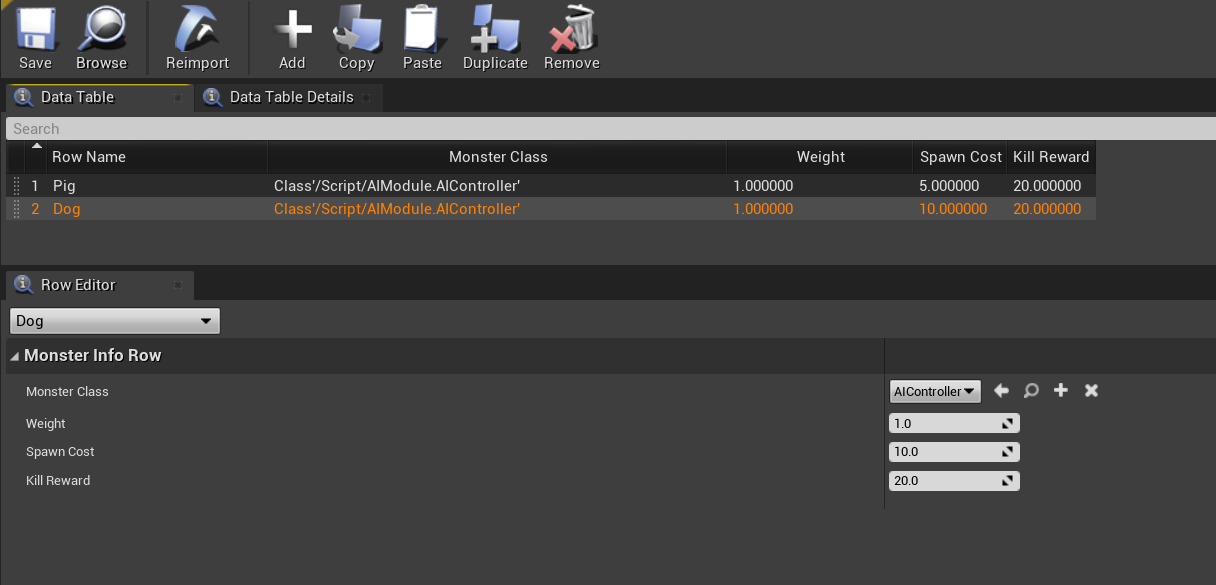 Save Browse Reimport Add Copy Paste Duplicate Remove
Data Table Data Table Details
Search
Row Name Monster Class Weight Spawn Cost Kill Reward
1 Pig Class'/Script/AIModule.AIController' 1.000000 5.000000 20.000000
2 Dog Class'/Script/AIModule.AIController' 1.000000 10.000000 20.000000
Row Editor
Dog
Monster Info Row
Monster Class AIController
Weight 1.0
Spawn Cost 10.0
Kill Reward 20.0